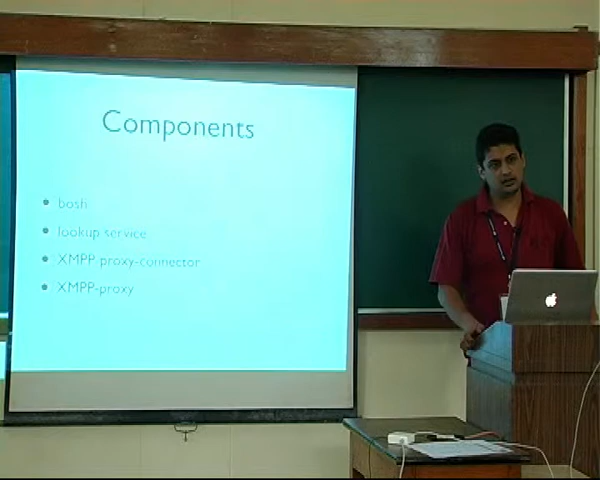 Components
bosh
lookup service
XMPP proxy-connector
XMPP-proxy